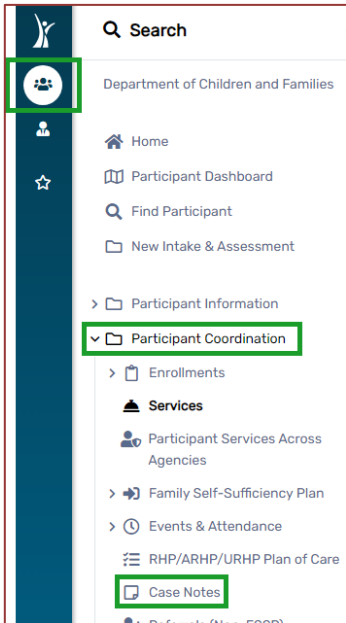 Search
Department of Children and Families
Home
Participant Dashboard
Find Participant
New Intake & Assessment
Participant Information
Participant Coordination
Enrollments
Services
Participant Services Across
Agencies
Family Self-Sufficiency Plan
Events & Attendance
RHP/ARHP/URHP Plan of Care
Case Notes